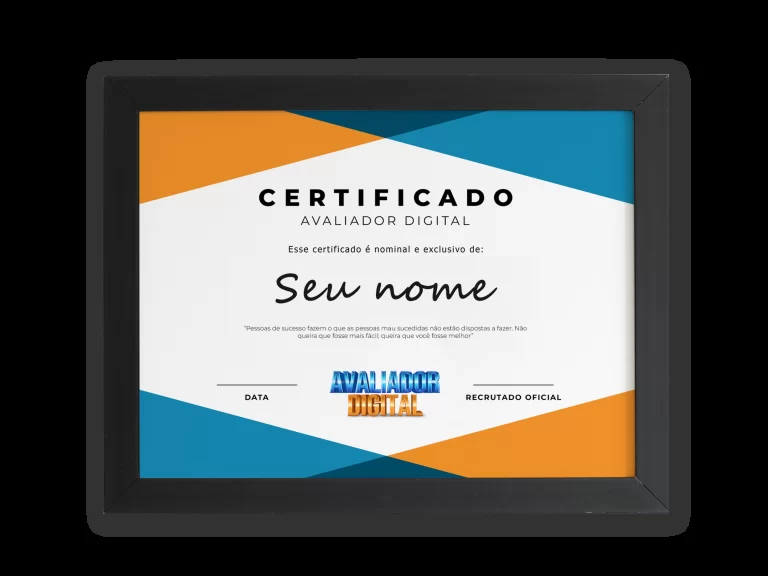 CERTIFICADO
AVALIADOR DIGITAL
Esse certificado é nominal e exclusivo de:
Seu nome
"Pessoas de sucesso fazem o que as pessoas mau sucedidas não estão dispostas a fazer. Não
queira que fosse mais fácil; queira que você fosse melhor"
AVALIADOR
DIGITAL
DATA
RECRUTADO OFICIAL